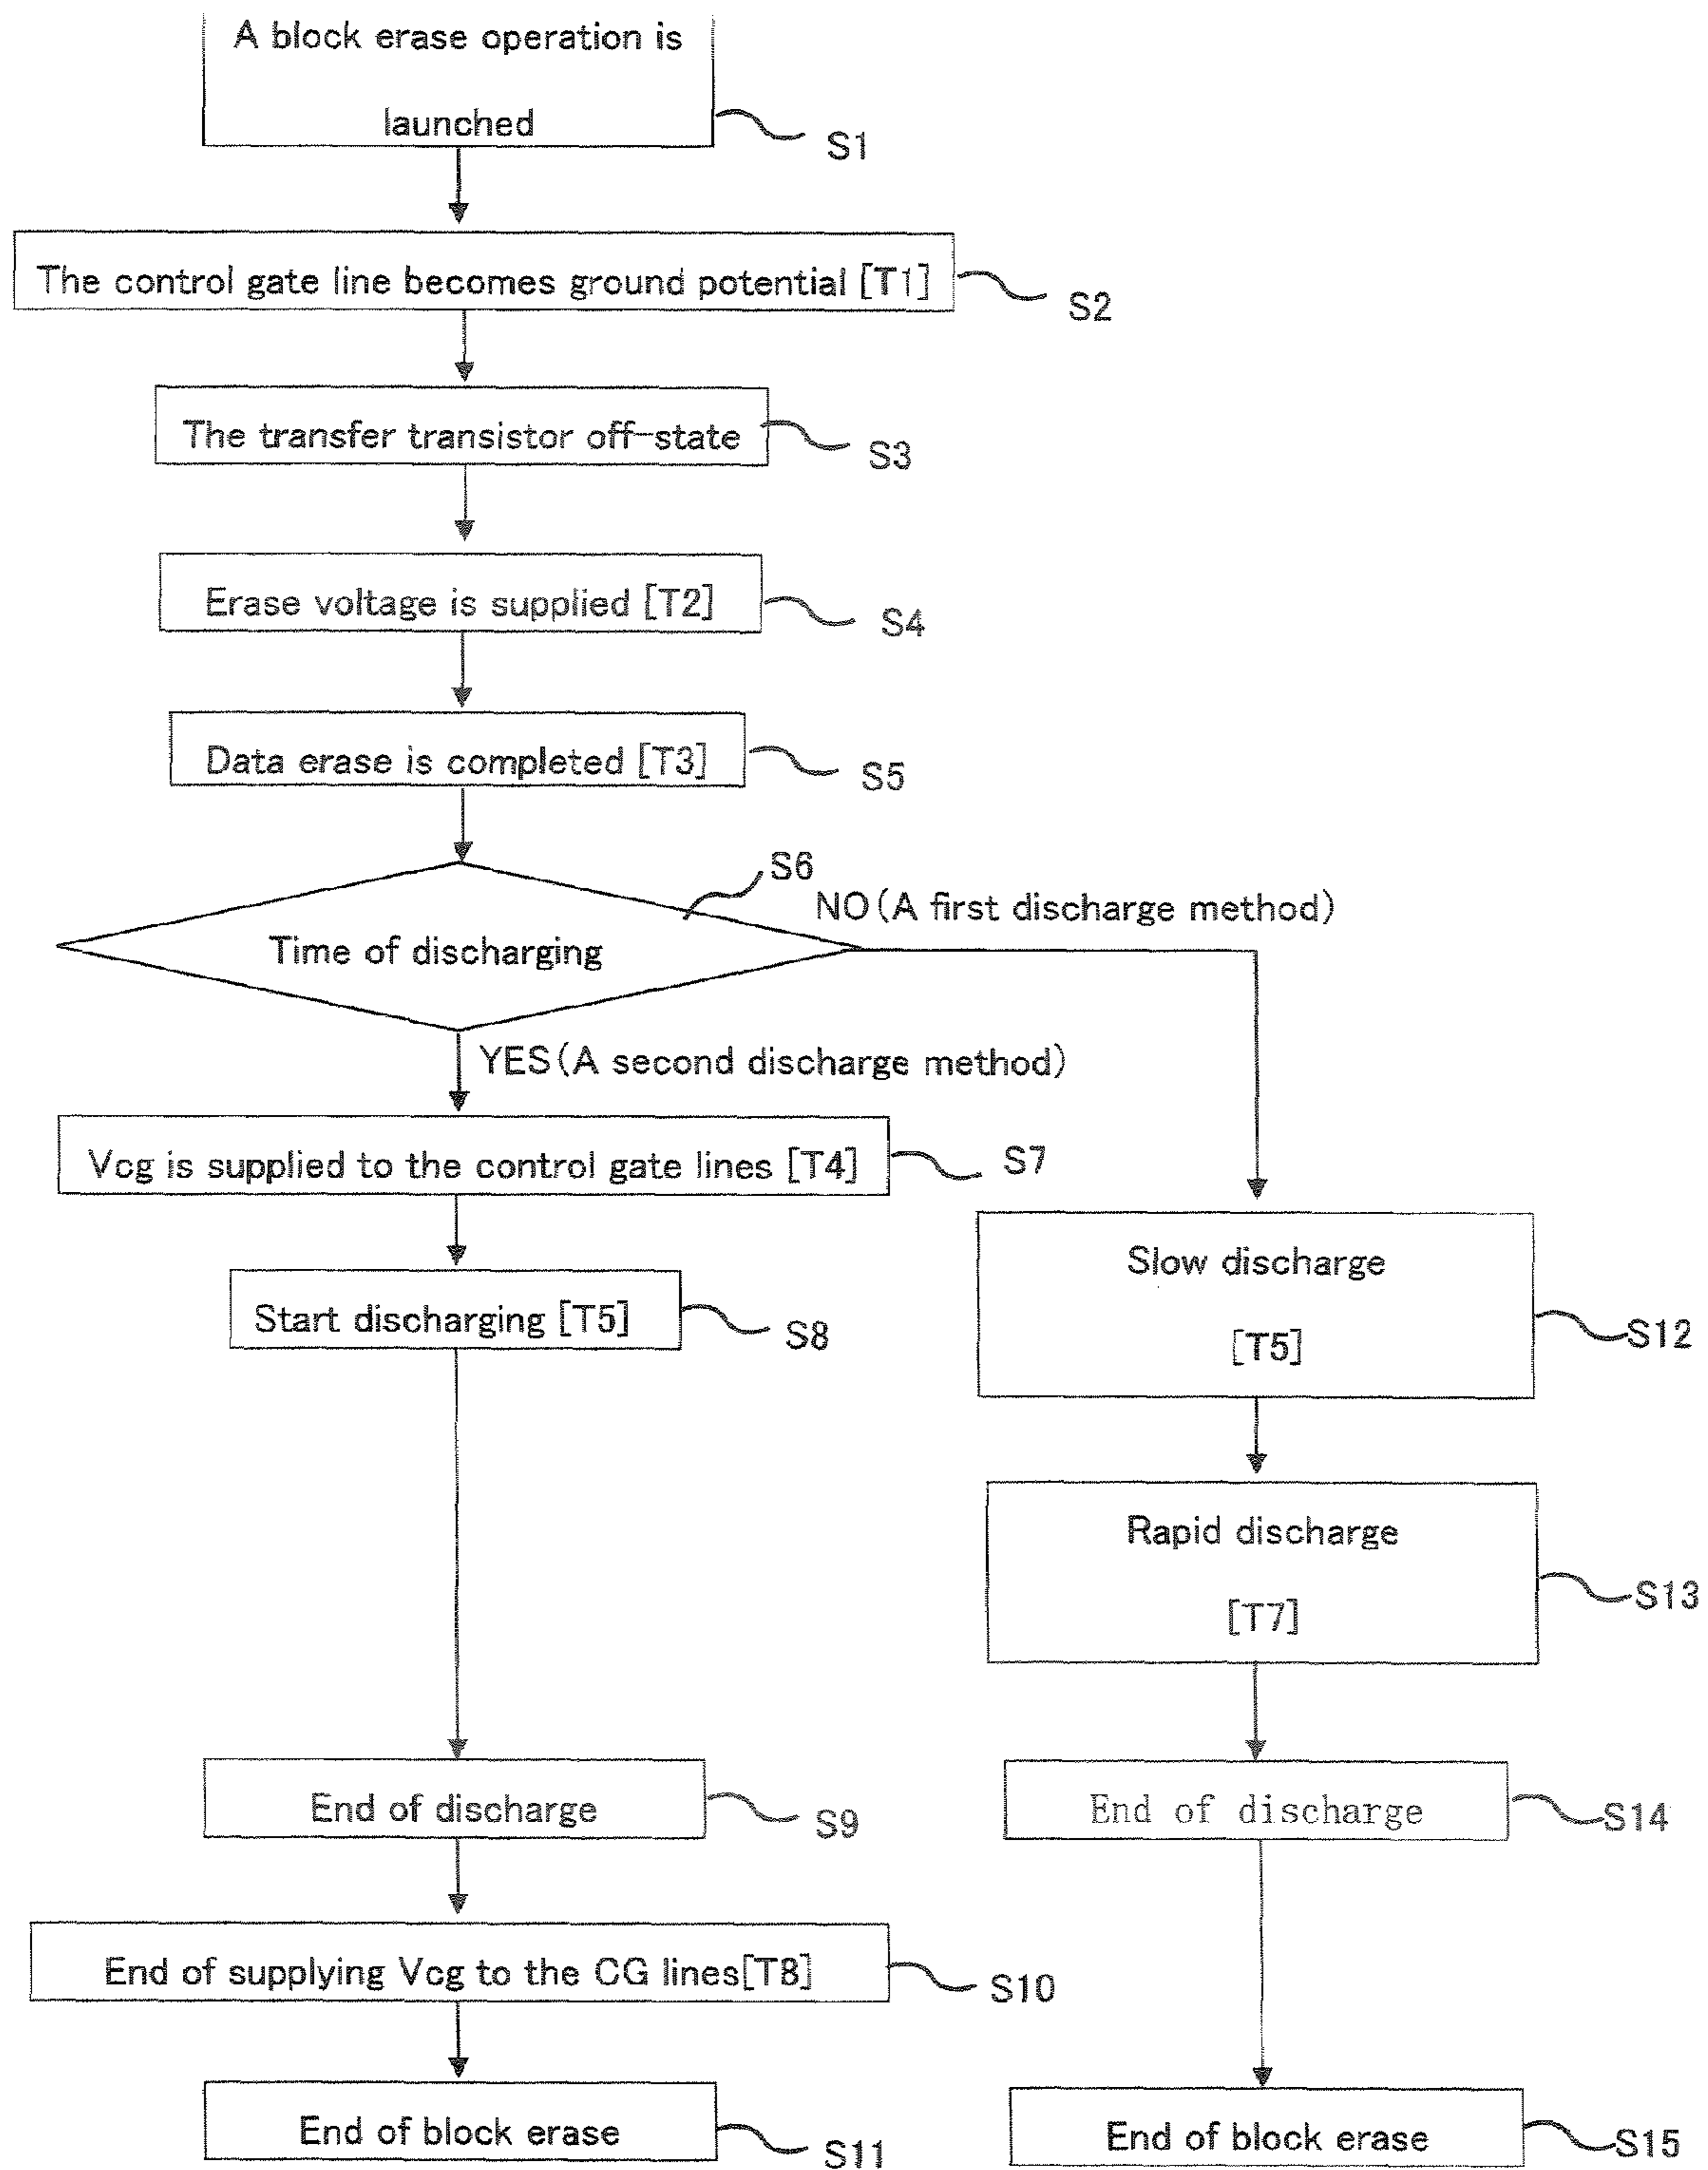 A block erase operation is
launched
S1
The control gate line becomes ground potential [T1]
S2
The transfer transistor off-state
S3
Erase voltage is supplied [T2]
S4
Data erase is completed [T3]
S5
S6
NO(A first discharge method)
Time of discharging
YES(A second discharge method)
Vcg is supplied to the control gate lines [T4]
S7
Start discharging [T5]
S8
Slow discharge
[T5]
S12
Rapid discharge
[T7]
S13
End of discharge
S9
End of discharge
S14
End of supplying Vcg to the CG lines[T8]
S10
End of block erase
S11
End of block erase
S15